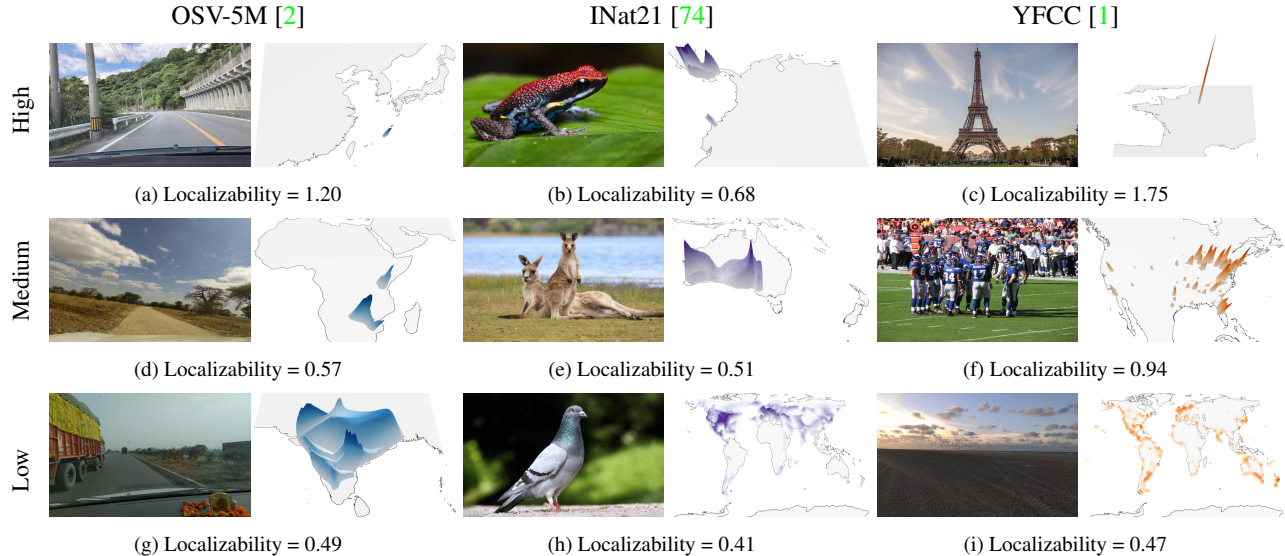 OSV-5M [2] INat21 [74] YFCC [1]
High
(a) Localizability = 1.20 (b) Localizability = 0.68 (c) Localizability = 1.75
Medium
(d) Localizability = 0.57 (e) Localizability = 0.51 (f) Localizability = 0.94
Low
(g) Localizability = 0.49 (h) Localizability = 0.41 (i) Localizability = 0.47